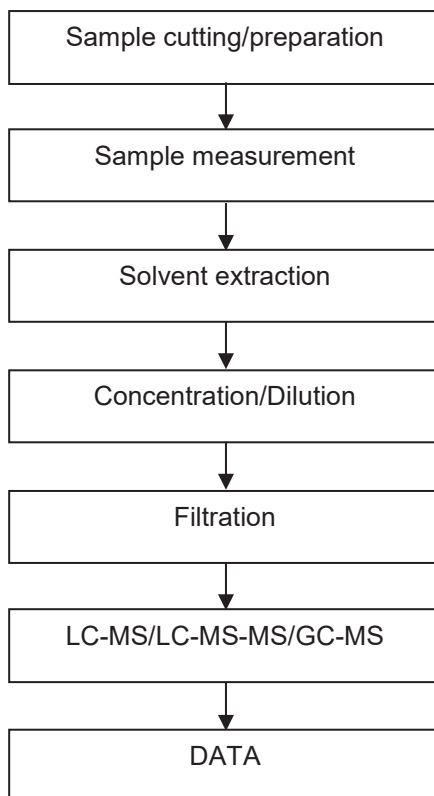 Sample cutting/preparation
Sample measurement
Solvent extraction
Concentration/Dilution
Filtration
LC-MS/LC-MS-MS/GC-MS
DATA